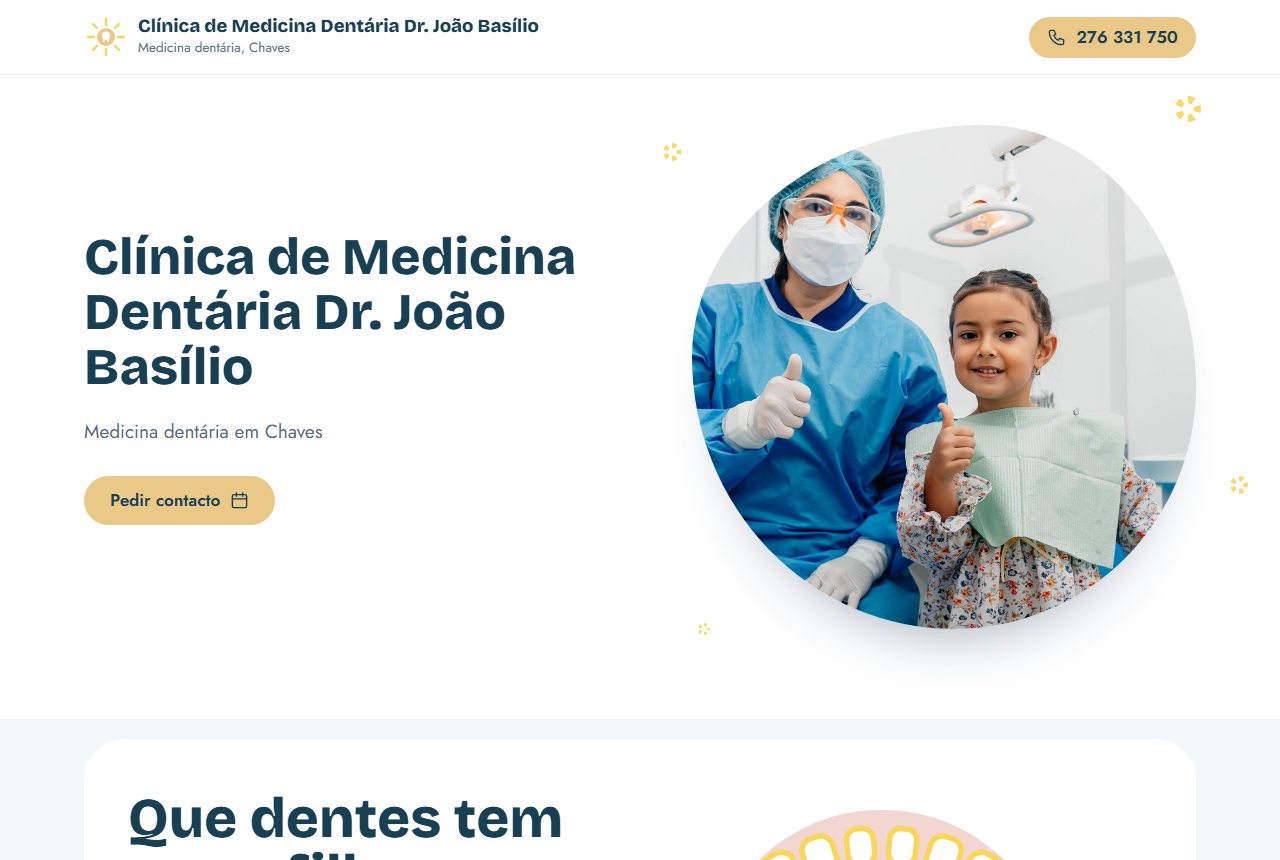 Clínica de Medicina Dentária Dr. João Basílio
Medicina dentária, Chaves
276 331 750
Clínica de Medicina
Dentária Dr. João
Basílio
Medicina dentária em Chaves
Pedir contacto
Que dentes tem